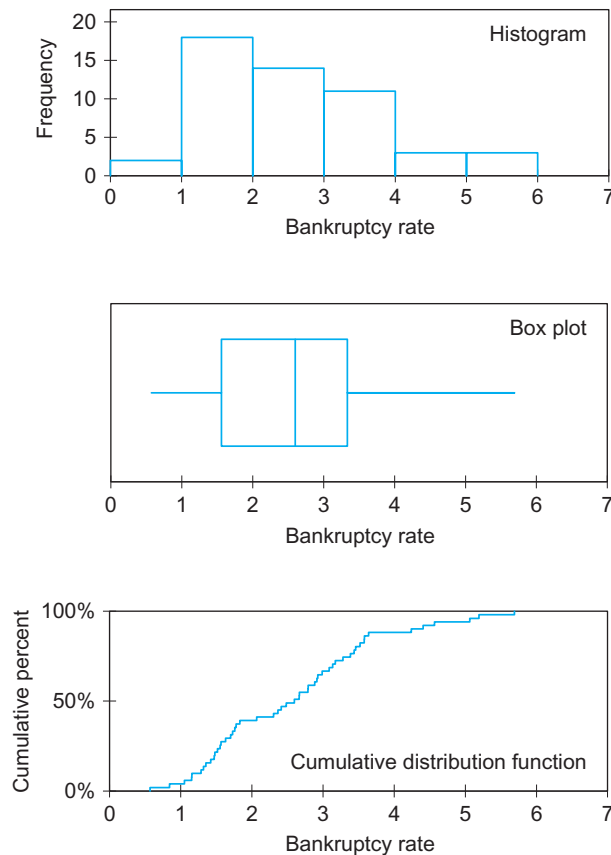 Histogram
Frequency
20
15
10
5
0
0 1 2 3 4 5 6 7
Bankruptcy rate
Box plot
0 1 2 3 4 5 6 7
Bankruptcy rate
Cumulative percent
100%
50%
0%
Cumulative distribution function
0 1 2 3 4 5 6 7
Bankruptcy rate